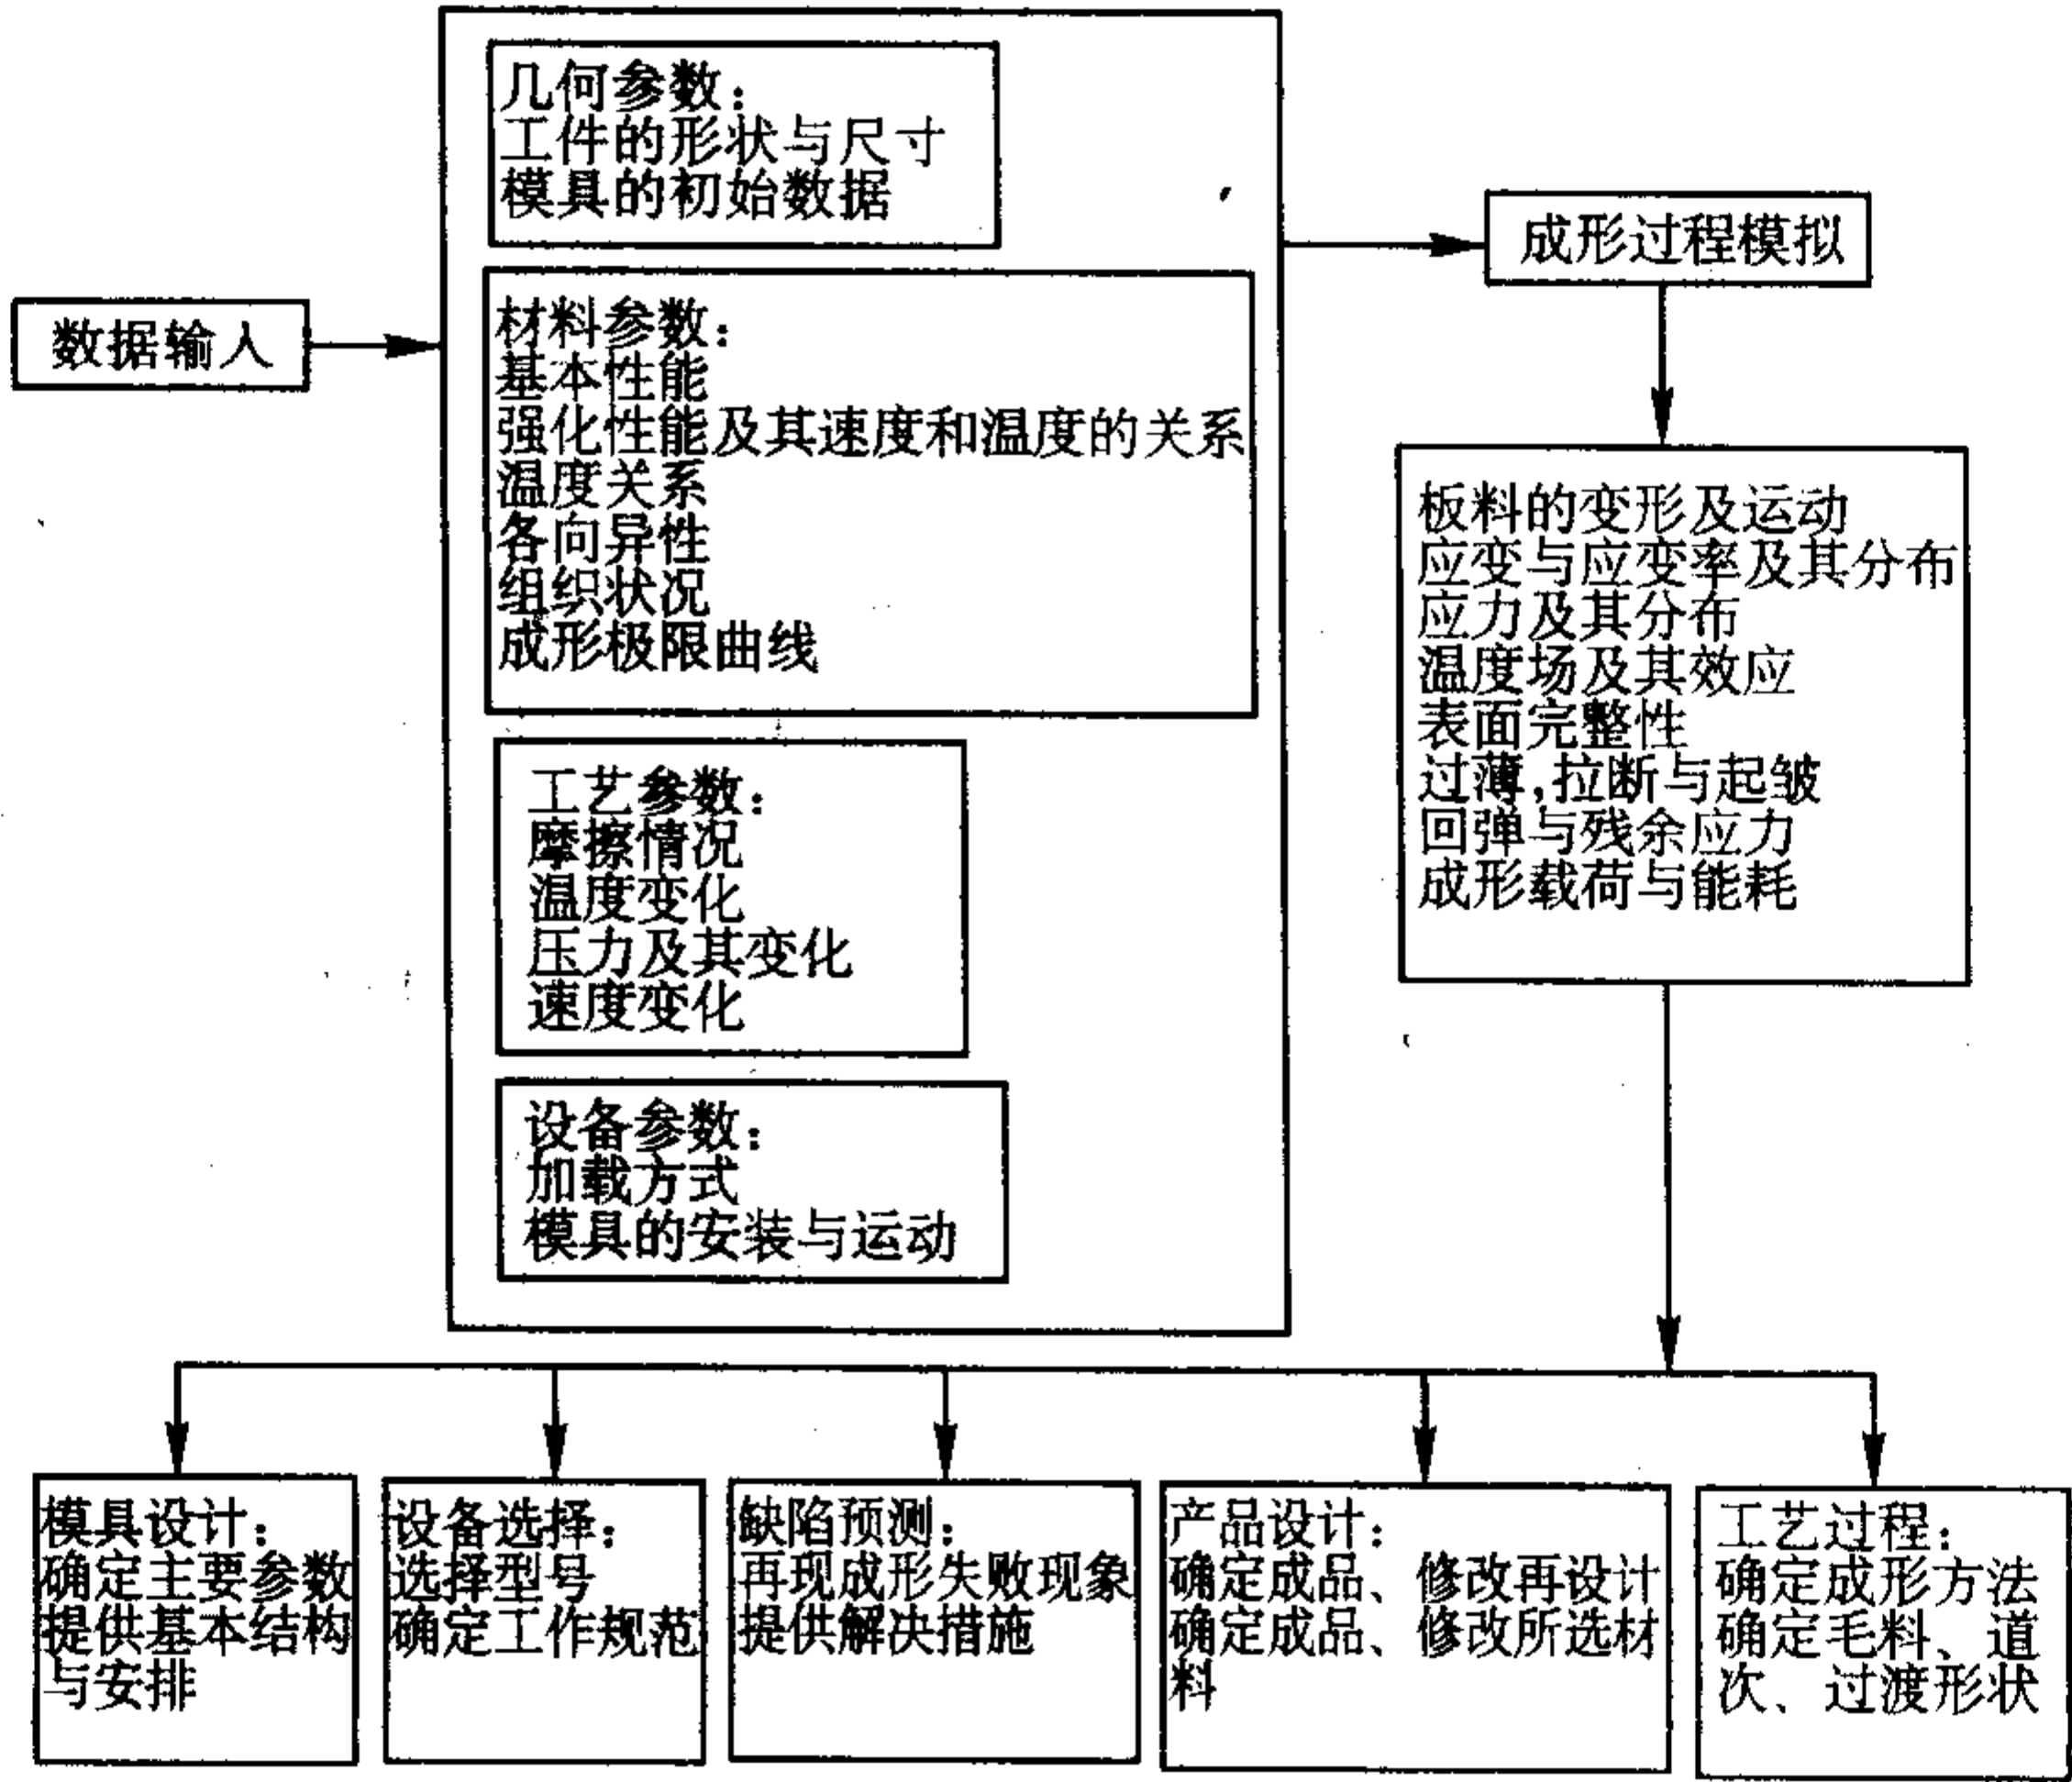 数据输入
几何参数：
工件的形状与尺寸
模具的初始数据
材料参数：
基本性能
强化性能及其速度和温度的关系
温度关系
各向异性
组织状况
成形极限曲线
工艺参数：
摩擦情况
温度变化
压力及其变化
速度变化
设备参数：
加载方式
模具的安装与运动
成形过程模拟
板料的变形及运动
应变与应变率及其分布
应力及其分布
温度场及其效应
表面完整性
过薄,拉断与起皱
回弹与残余应力
成形载荷与能耗
模具设计：
确定主要参数
提供基本结构
与安排
设备选择：
选择型号
确定工作规范
缺陷预测：
再现成形失败现象
提供解决措施
产品设计：
确定成品、修改再设计
确定成品、修改所选材
料
工艺过程：
确定成形方法
确定毛料、道
次、过渡形状